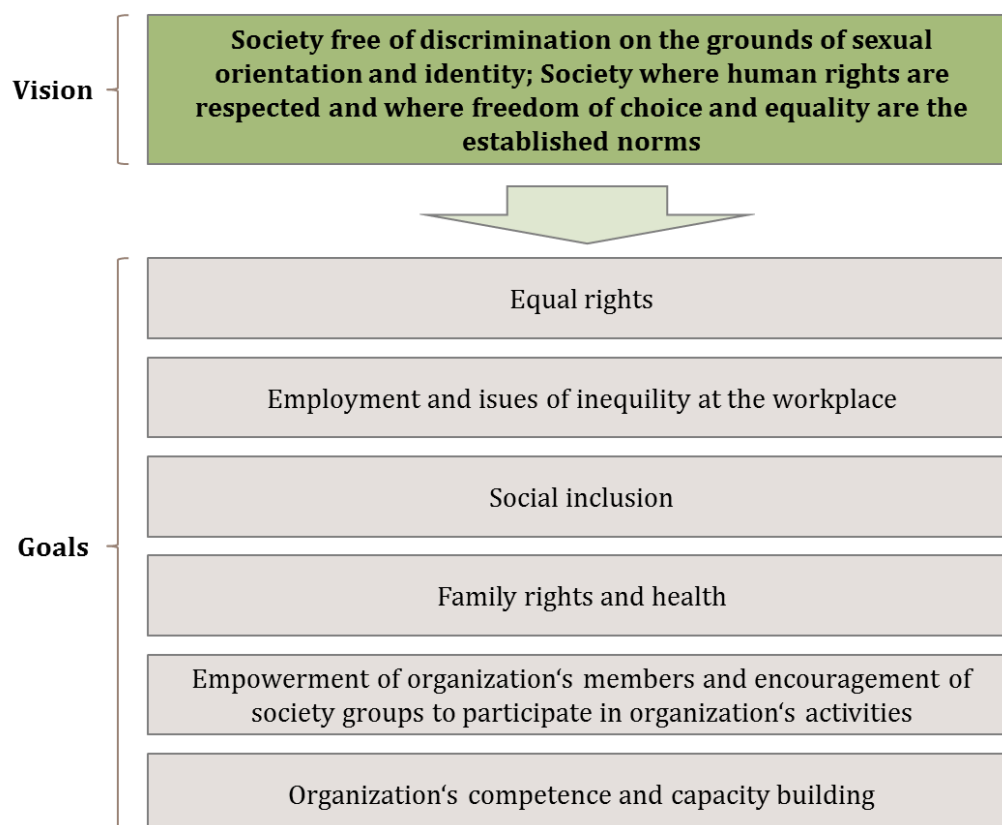 Vision
Society free of discrimination on the grounds of sexual
orientation and identity; Society where human rights are
respected and where freedom of choice and equality are the
established norms
Goals
Equal rights
Employment and isues of inequility at the workplace
Social inclusion
Family rights and health
Empowerment of organization‘s members and encouragement of
society groups to participate in organization‘s activities
Organization‘s competence and capacity building